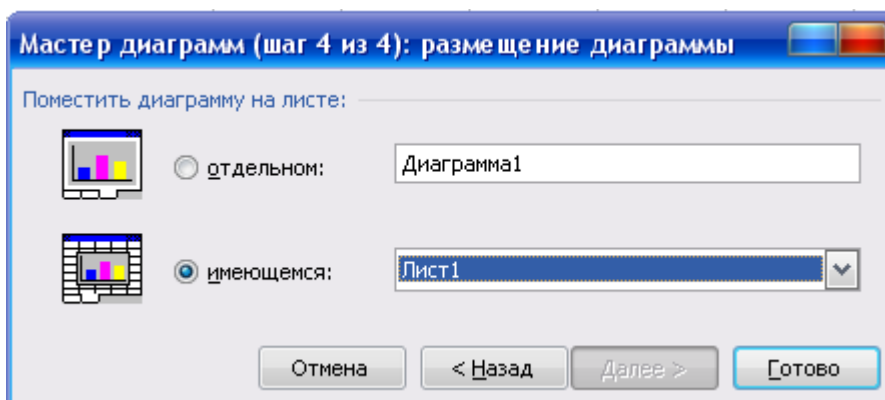 Мастер диаграмм (шаг 4 из 4): размещение диаграммы
Поместить диаграмму на листе:
отдельном: Диаграмма1
имеющемся: Лист1
Отмена < Назад Далее > Готово